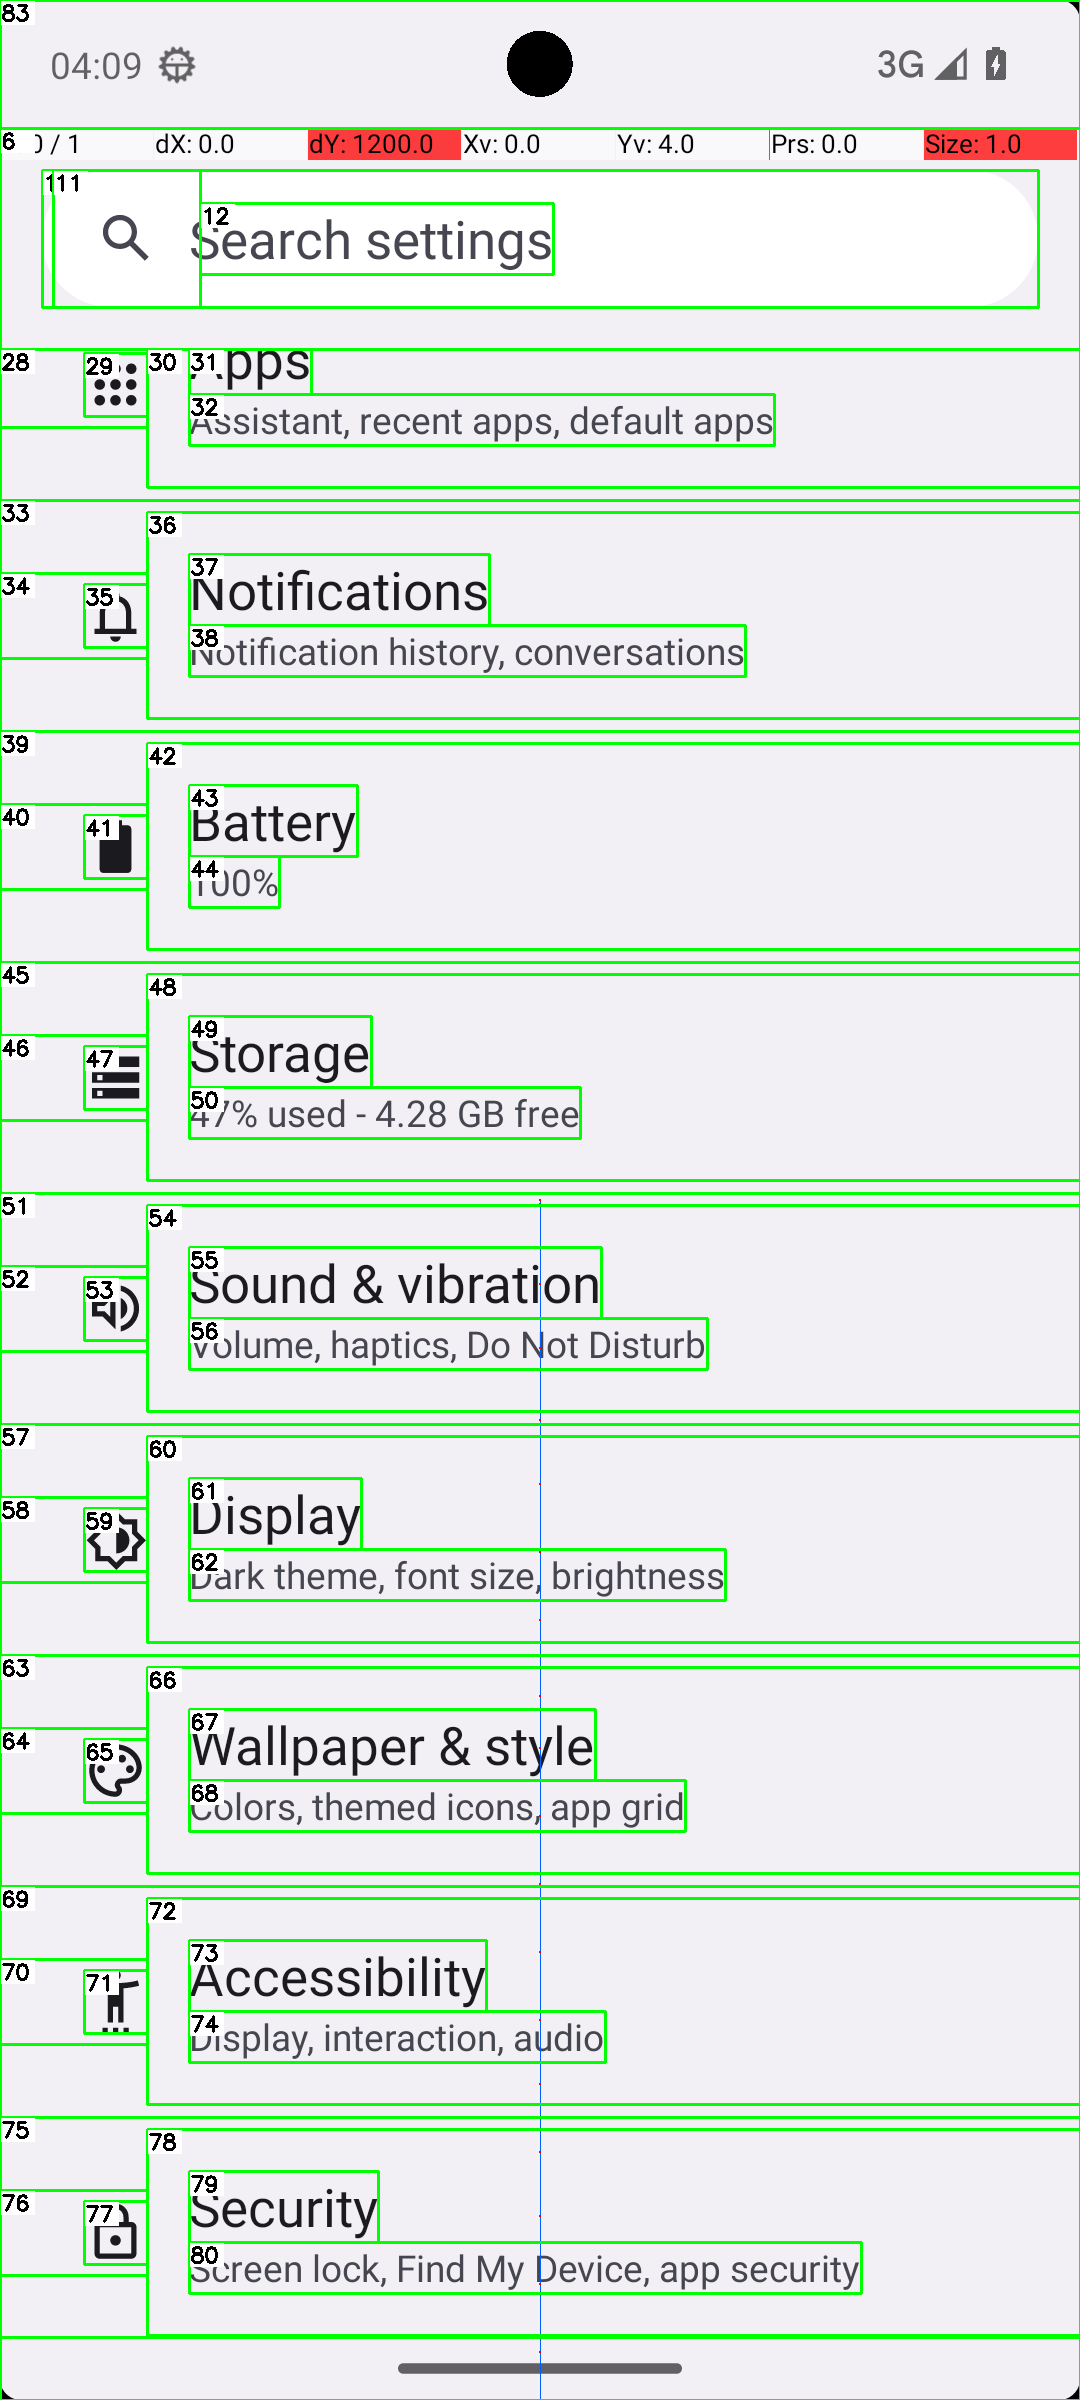 83
04:09
3G
6
0 / 1
dX: 0.0
dY: 1200.0
Xv: 0.0
Yv: 4.0
Prs: 0.0
Size: 1.0
111
12
Search settings
28
29
30
31
Apps
32
Assistant, recent apps, default apps
33
36
37
Notifications
34
35
38
Notification history, conversations
39
42
43
Battery
40
41
44
100%
45
48
49
Storage
46
47
50
47% used - 4.28 GB free
51
54
55
Sound & vibration
52
53
56
Volume, haptics, Do Not Disturb
57
60
61
Display
58
59
62
Dark theme, font size, brightness
63
66
67
Wallpaper & style
64
65
68
Colors, themed icons, app grid
69
72
73
Accessibility
70
71
74
Display, interaction, audio
75
78
79
Security
76
77
80
Screen lock, Find My Device, app security